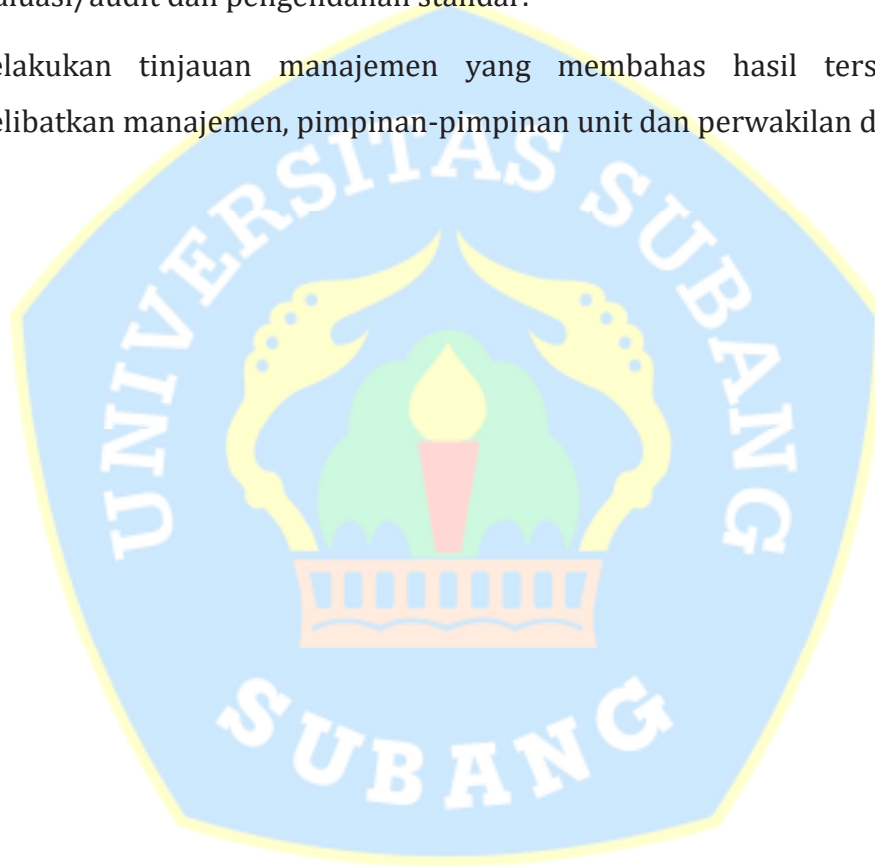 aluasi/audit dan pengendalian standar.
elakukan tinjauan manajemen yang membahas hasil ters
elibatkan manajemen, pimpinan-pimpinan unit dan perwakilan d
UNIVERSITAS SUBANG
SUBANG